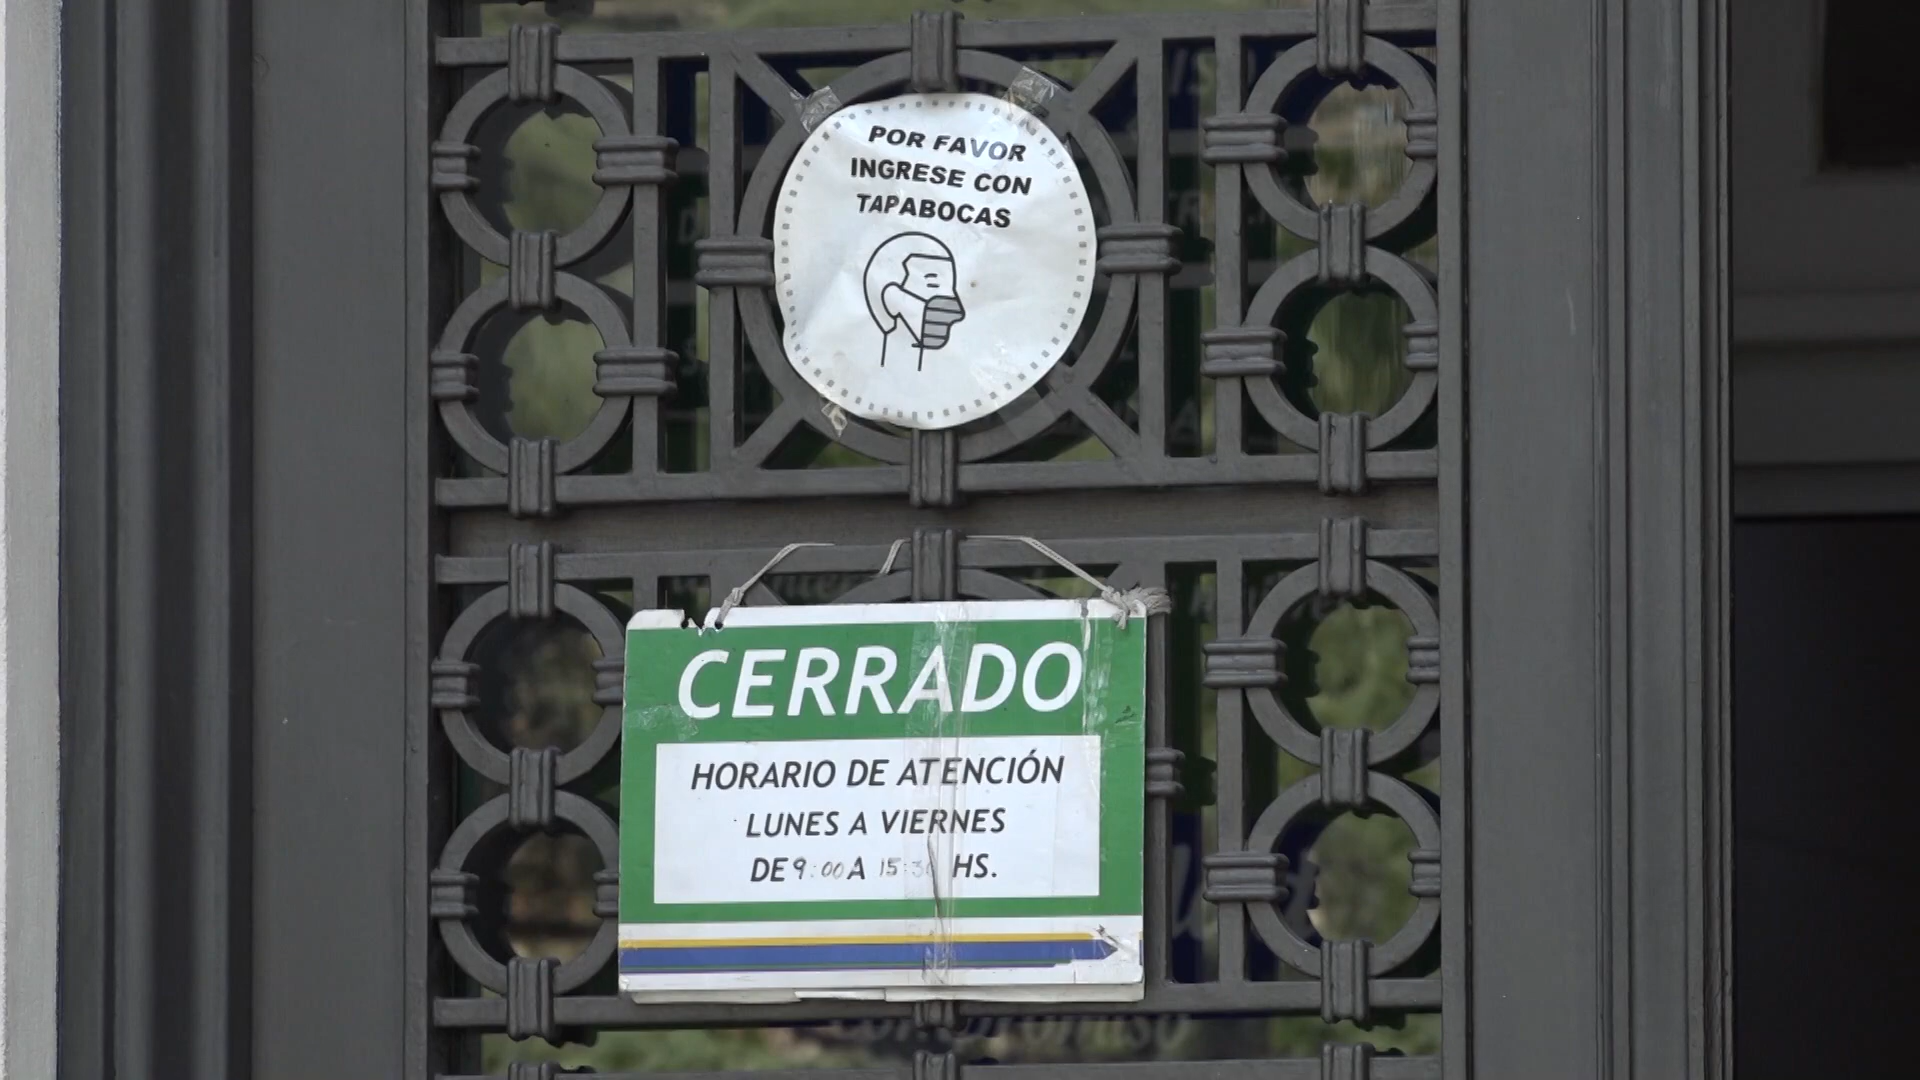 POR FAVOR
INGRESE CON
TAPABOCAS
CERRADO
HORARIO DE ATENCIÓN
LUNES A VIERNES
DE 9:00 A 15:30 HS.